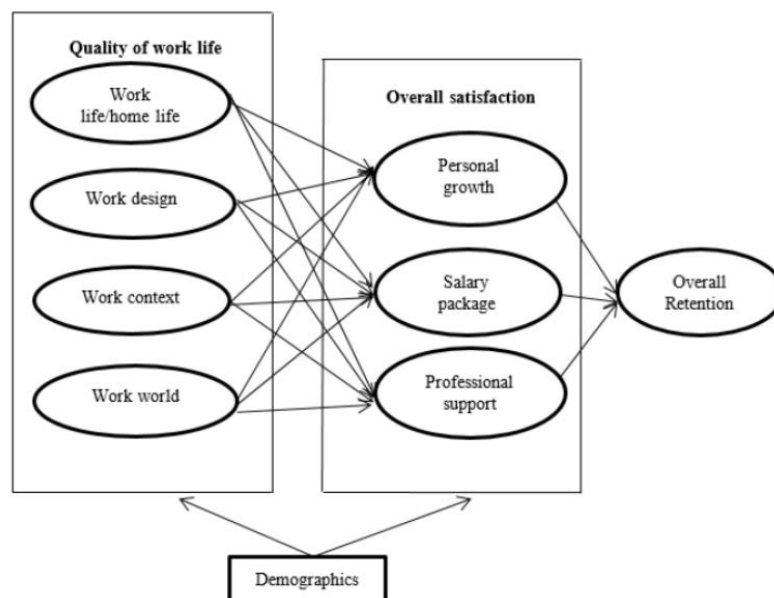 Quality of work life
Work
life/home life
Work design
Work context
Work world
Overall satisfaction
Personal
growth
Salary
package
Professional
support
Overall
Retention
Demographics